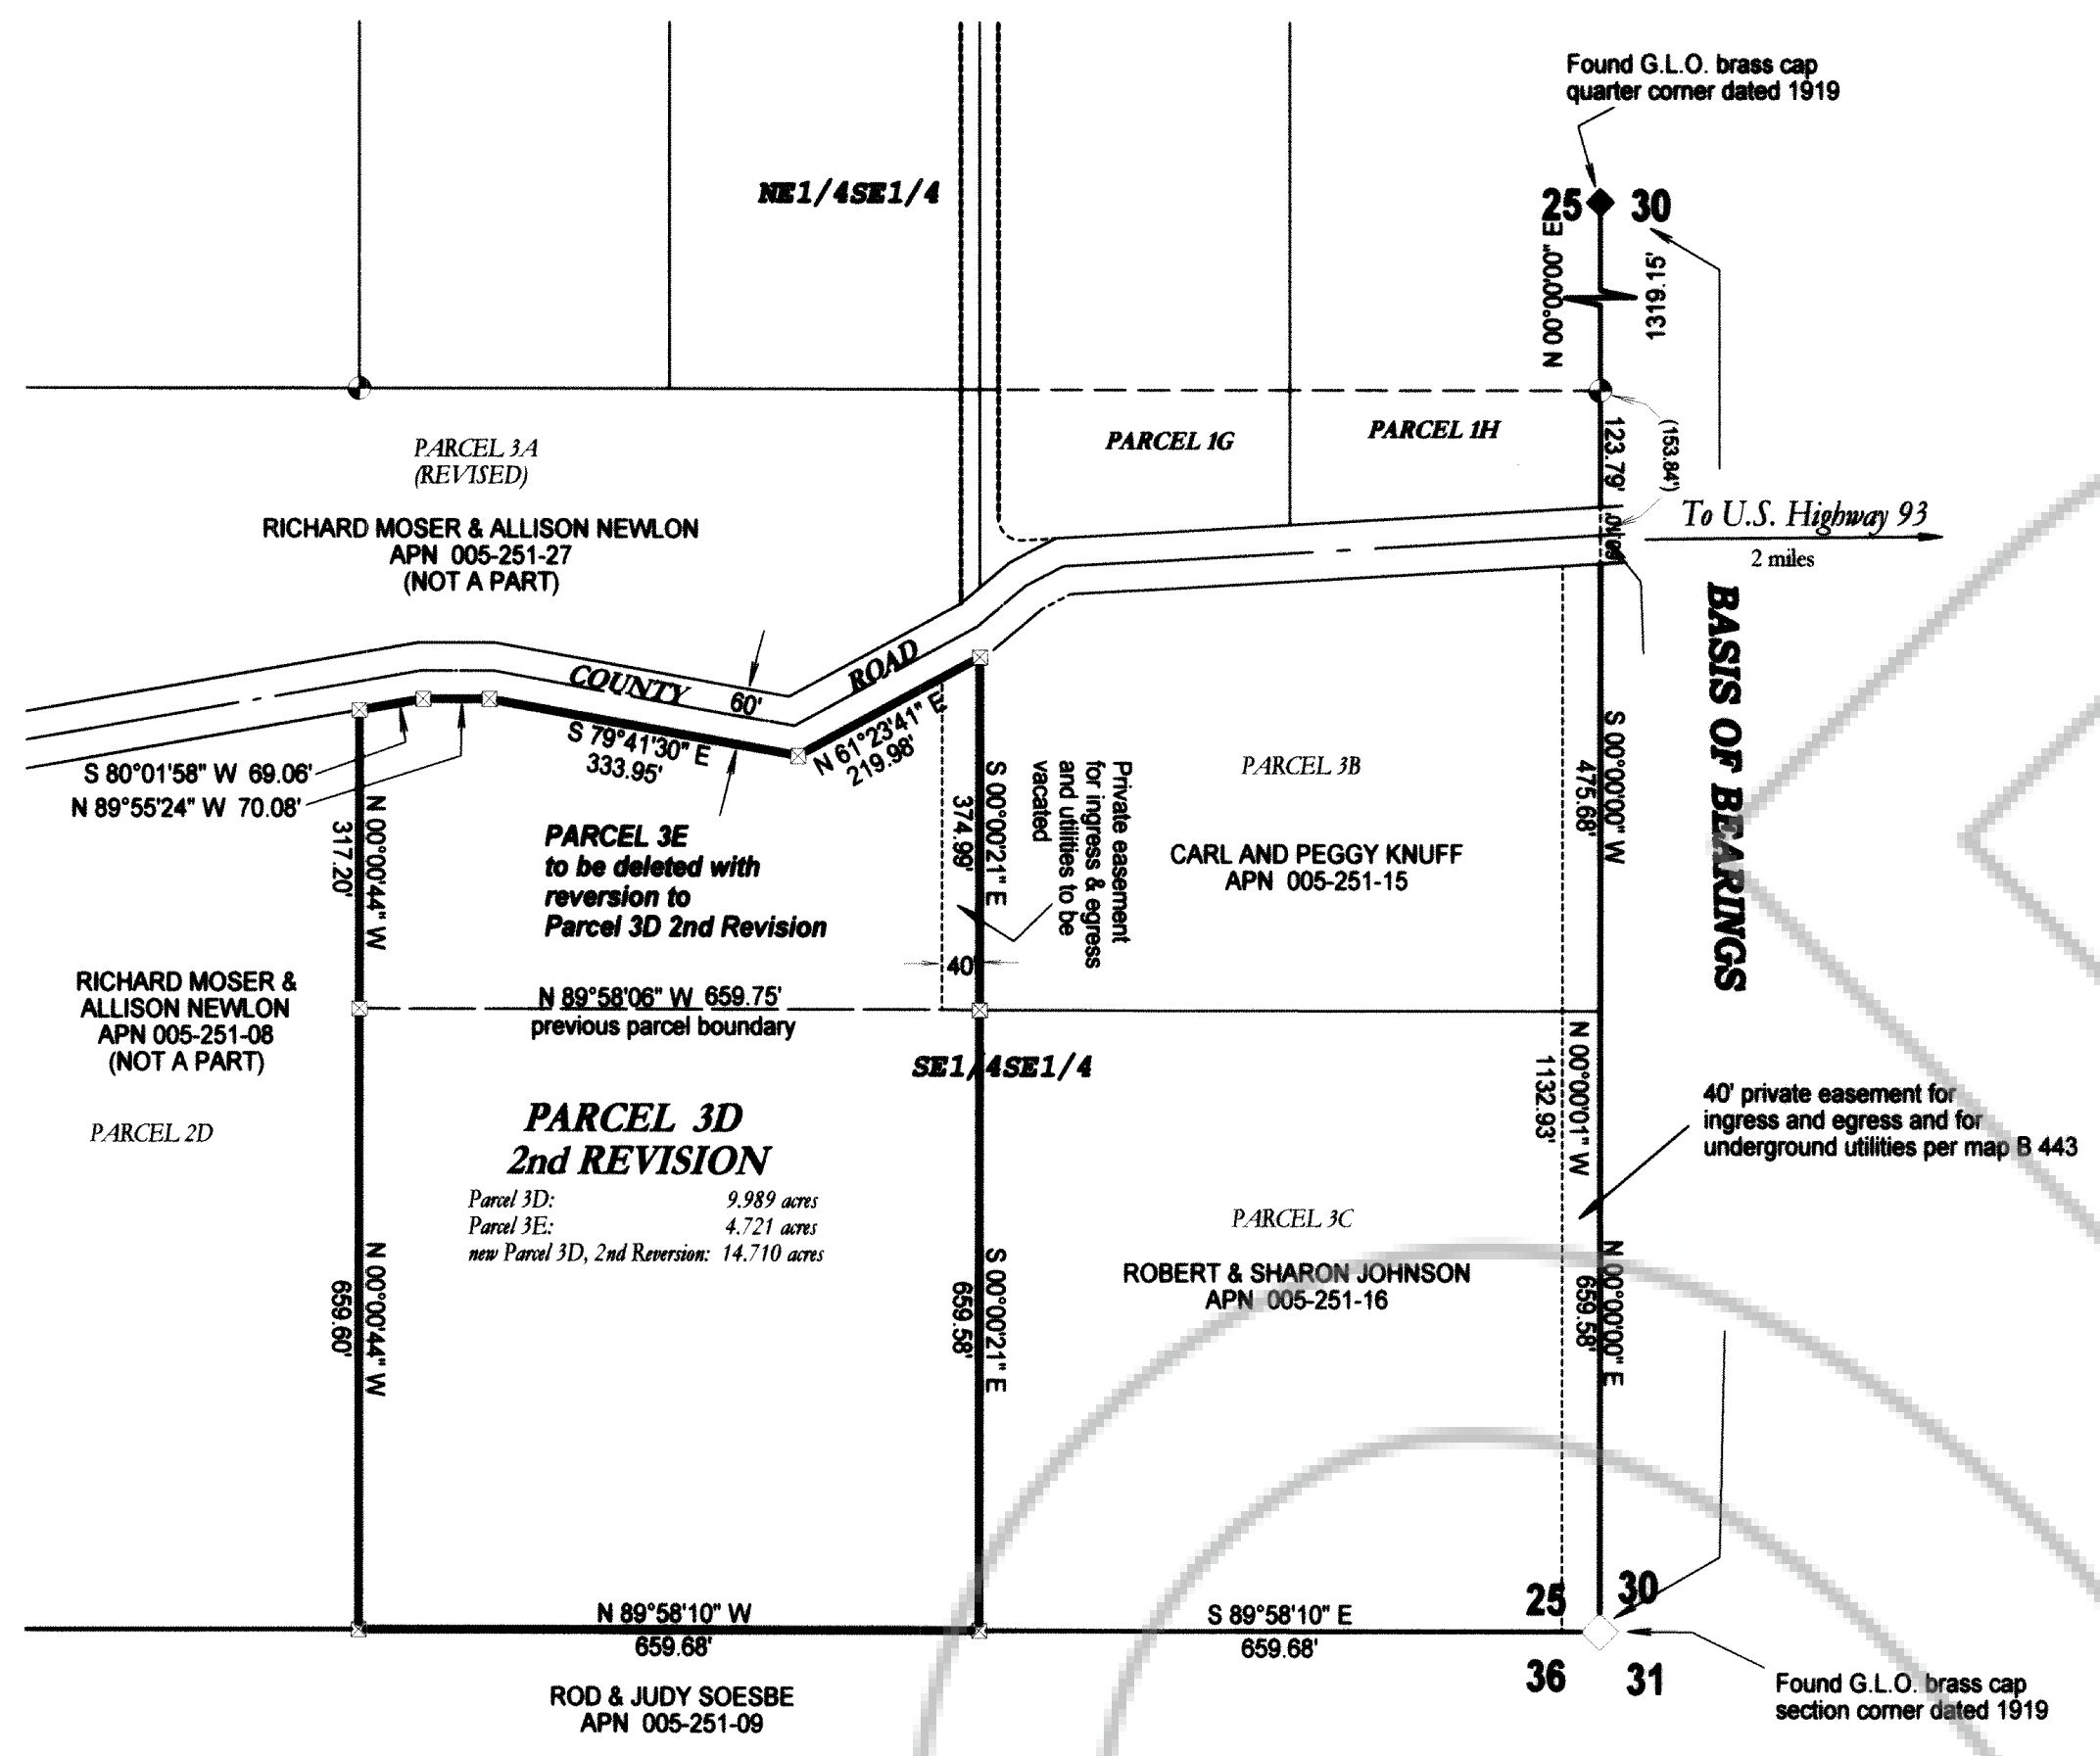 Found G.L.O. brass cap
quarter corner dated 1919
NE1/4SE1/4
25 30
N 00°00'00" E
1319.15'
PARCEL 3A
(REVISED)
PARCEL 1G
PARCEL 1H
123.79'
(153.84')
RICHARD MOSER & ALLISON NEWLON
APN 005-251-27
(NOT A PART)
To U.S. Highway 93
2 miles
BASIS OF BEARINGS
COUNTY ROAD
60'
S 79°41'30" E
333.95'
N 61°23'41" E
219.98'
S 80°01'58" W 69.06'
N 89°55'24" W 70.08'
N 00°00'44" W
317.20'
S 00°00'21" E
374.99'
Private easement
for ingress & egress
and utilities to be
vacated
PARCEL 3B
S 00°00'00" W
475.68'
PARCEL 3E
to be deleted with
reversion to
Parcel 3D 2nd Revision
CARL AND PEGGY KNUFF
APN 005-251-15
40'
RICHARD MOSER &
ALLISON NEWLON
APN 005-251-08
(NOT A PART)
N 89°58'06" W 659.75'
previous parcel boundary
SE1/4SE1/4
N 00°00'01" W
1132.93'
PARCEL 2D
PARCEL 3D
2nd REVISION
Parcel 3D: 9.989 acres
Parcel 3E: 4.721 acres
new Parcel 3D, 2nd Reversion: 14.710 acres
40' private easement for
ingress and egress and for
underground utilities per map B 443
PARCEL 3C
ROBERT & SHARON JOHNSON
APN 005-251-16
N 00°00'44" W
659.60'
S 00°00'21" E
659.58'
N 00°00'00" E
659.58'
25 30
N 89°58'10" W
659.68'
S 89°58'10" E
659.68'
36 31
ROD & JUDY SOESBE
APN 005-251-09
Found G.L.O. brass cap
section corner dated 1919